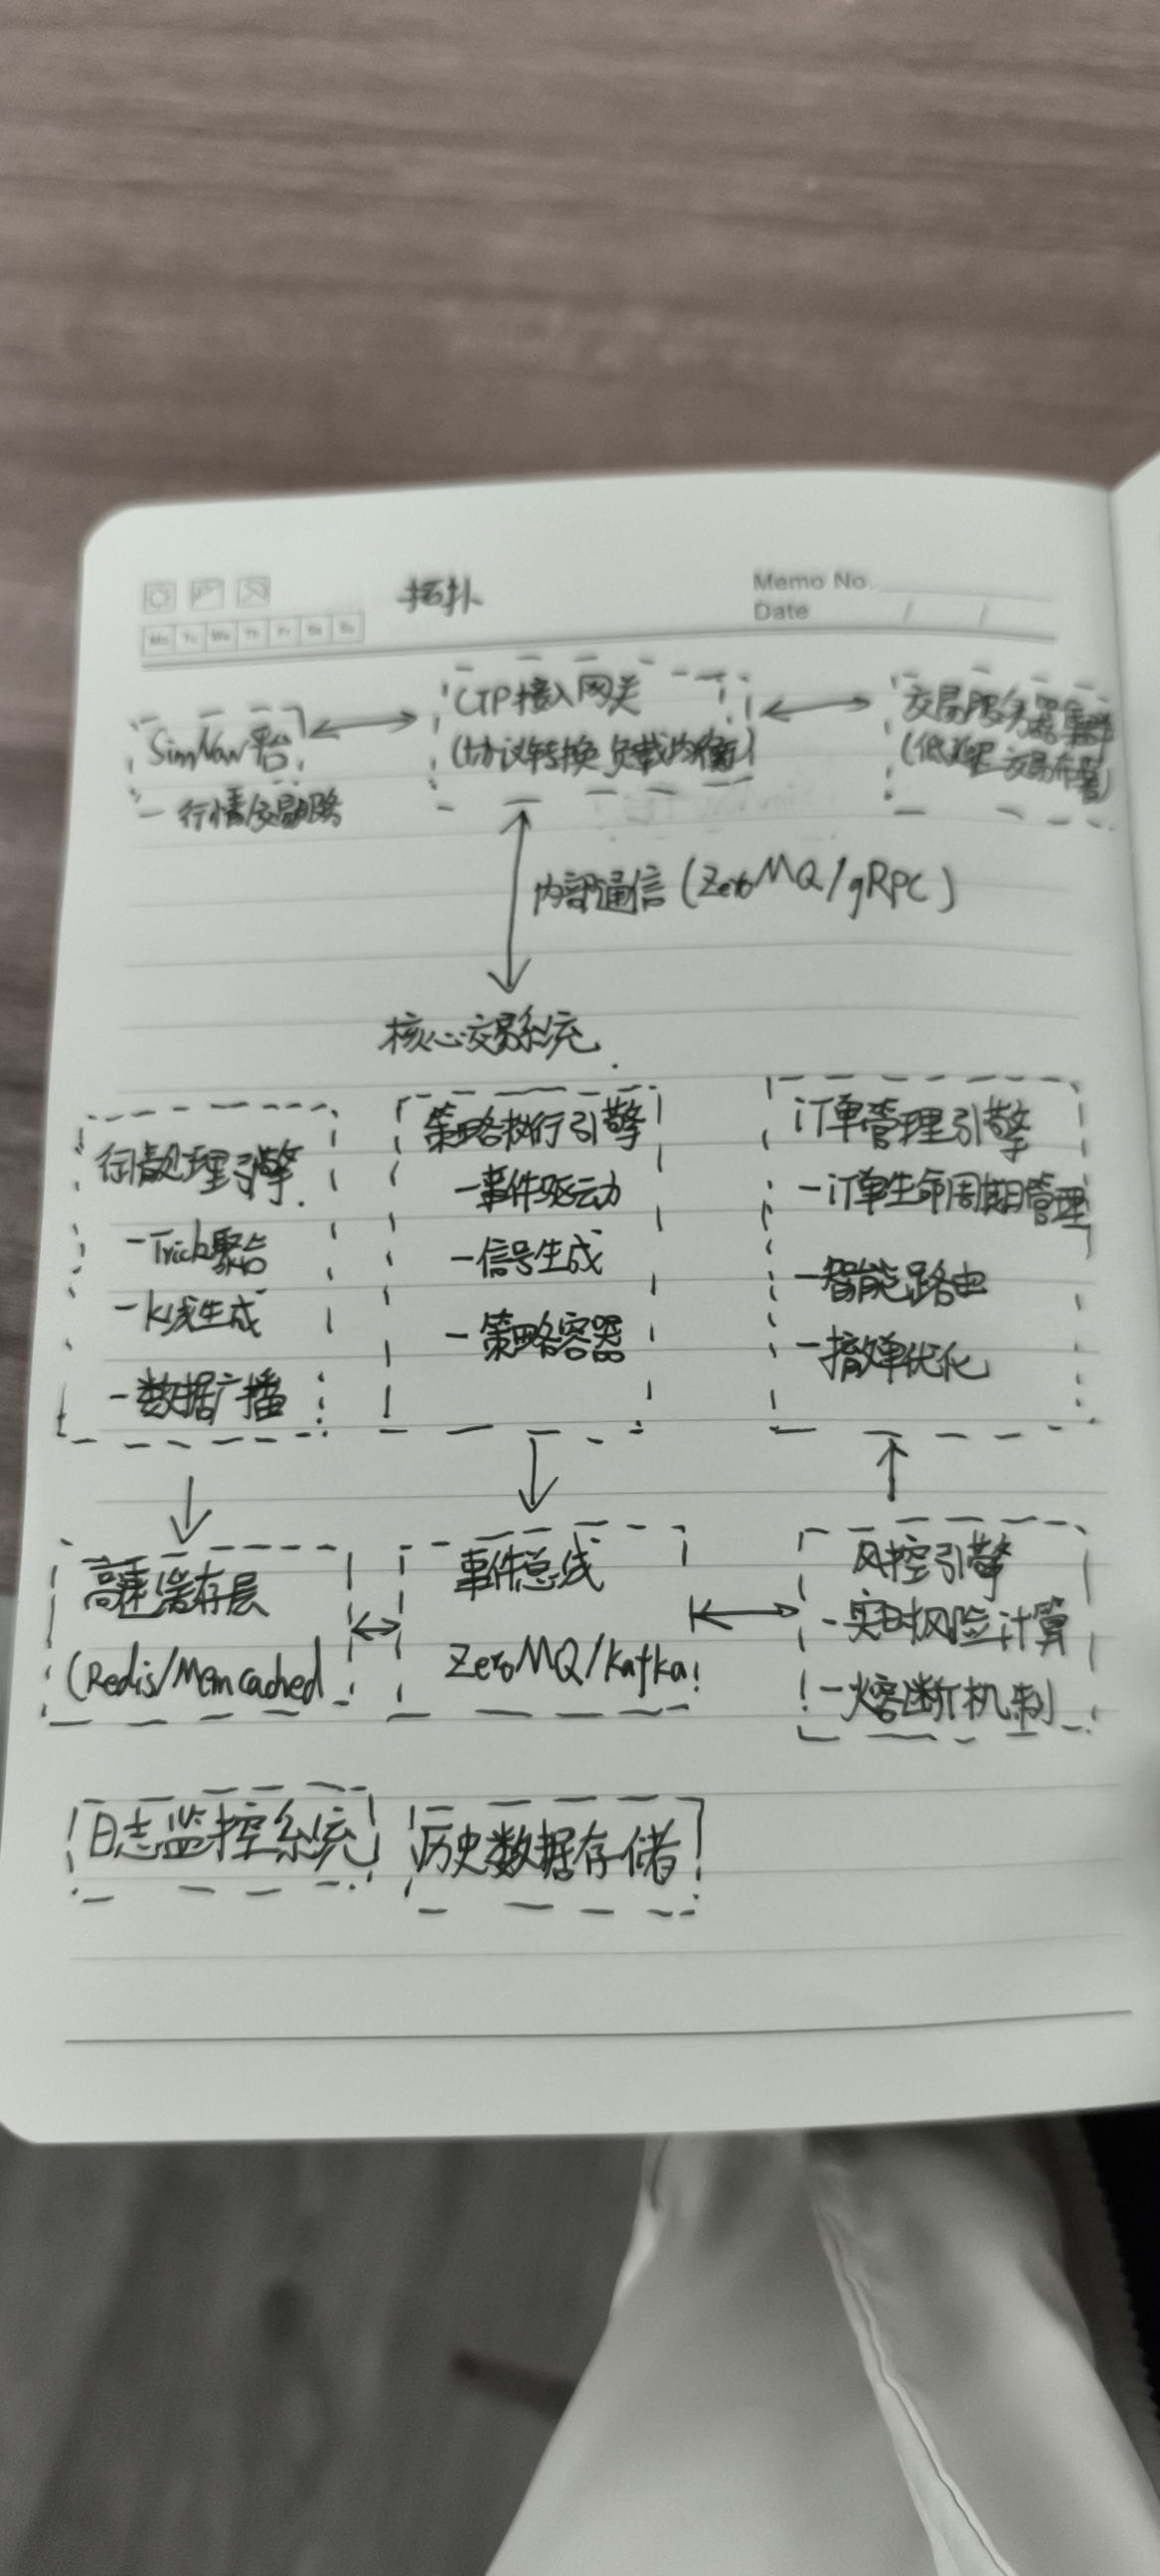 拓扑
Memo No.
Date / /
Mo Tu We Th Fr Sa Su
SimNow平台
- 行情/交易服务
CTP接入网关
(协议转换 负载均衡)
交易服务器集群
(低延迟 交易布署)
内部通信 (ZeroMQ/gRPC)
核心交易系统
行情处理引擎
-Trick聚合
-K线生成
-数据广播
策略执行引擎
-事件驱动
-信号生成
-策略容器
订单管理引擎
-订单生命周期管理
-智能路由
-撤单优化
高速缓存层
(Redis/Memcached
事件总线
ZeroMQ/Kafka
风控引擎
-实时风险计算
-熔断机制
日志监控系统
历史数据存储